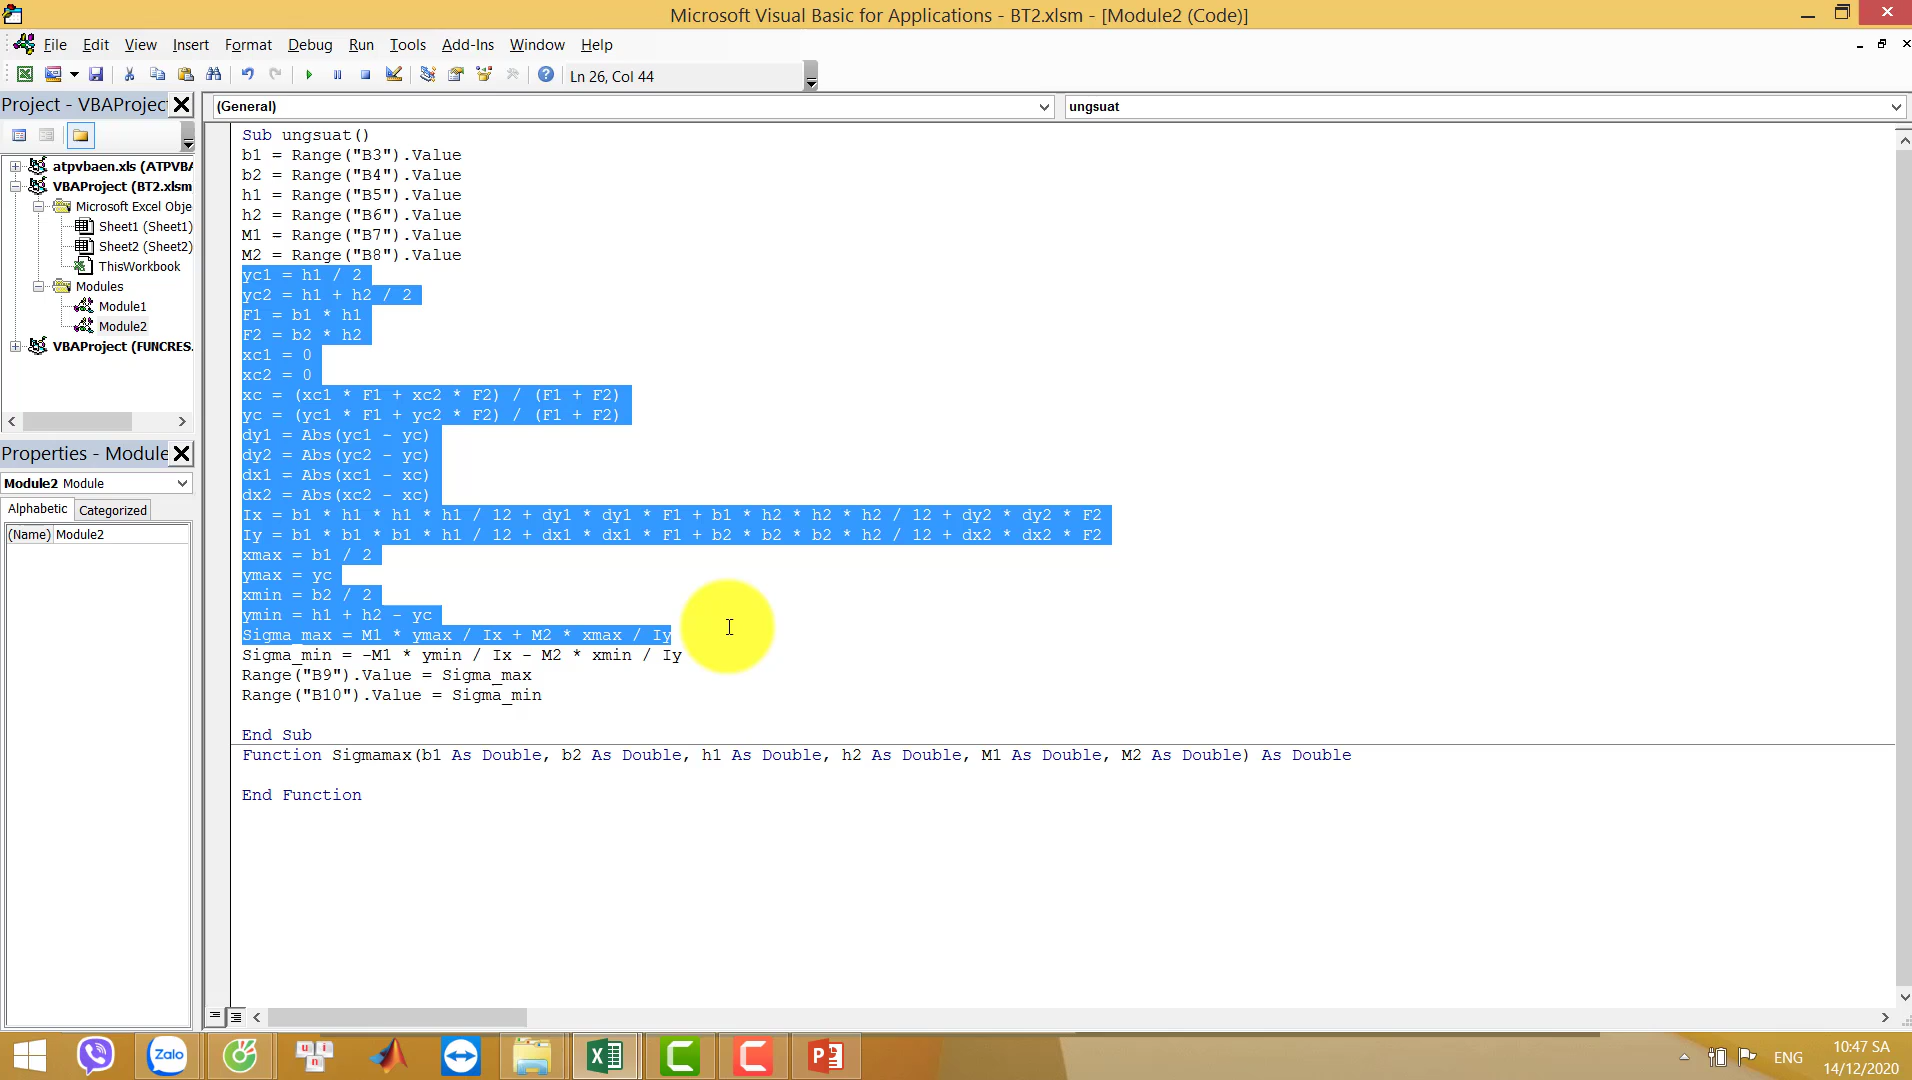 Microsoft Visual Basic for Applications - BT2.xlsm - [Module2 (Code)]
File Edit View Insert Format Debug Run Tools Add-Ins Window Help
Ln 26, Col 44
Project - VBAProject
(General)
ungsuat
atpvbaen.xls (ATPVBA
VBAProject (BT2.xlsm
Microsoft Excel Obje
Sheet1 (Sheet1)
Sheet2 (Sheet2)
ThisWorkbook
Modules
Module1
Module2
VBAProject (FUNCRES.
Properties - Module
Module2 Module
Alphabetic Categorized
(Name) Module2
Sub ungsuat()
b1 = Range("B3").Value
b2 = Range("B4").Value
h1 = Range("B5").Value
h2 = Range("B6").Value
M1 = Range("B7").Value
M2 = Range("B8").Value
yc1 = h1 / 2
yc2 = h1 + h2 / 2
F1 = b1 * h1
F2 = b2 * h2
xc1 = 0
xc2 = 0
xc = (xc1 * F1 + xc2 * F2) / (F1 + F2)
yc = (yc1 * F1 + yc2 * F2) / (F1 + F2)
dy1 = Abs(yc1 - yc)
dy2 = Abs(yc2 - yc)
dx1 = Abs(xc1 - xc)
dx2 = Abs(xc2 - xc)
Ix = b1 * h1 * h1 * h1 / 12 + dy1 * dy1 * F1 + b1 * h2 * h2 * h2 / 12 + dy2 * dy2 * F2
Iy = b1 * b1 * b1 * h1 / 12 + dx1 * dx1 * F1 + b2 * b2 * b2 * h2 / 12 + dx2 * dx2 * F2
xmax = b1 / 2
ymax = yc
xmin = b2 / 2
ymin = h1 + h2 - yc
Sigma_max = M1 * ymax / Ix + M2 * xmax / Iy
Sigma_min = -M1 * ymin / Ix - M2 * xmin / Iy
Range("B9").Value = Sigma_max
Range("B10").Value = Sigma_min
End Sub
Function Sigmamax(b1 As Double, b2 As Double, h1 As Double, h2 As Double, M1 As Double, M2 As Double) As Double
End Function
Zalo
u n i n
ENG
10:47 SA
14/12/2020